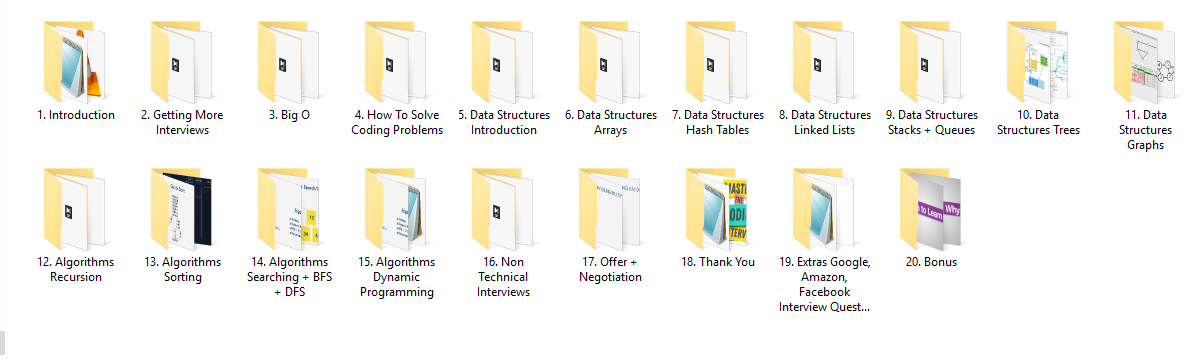 1. Introduction
2. Getting More
Interviews
3. Big O
4. How To Solve
Coding Problems
5. Data Structures
Introduction
6. Data Structures
Arrays
7. Data Structures
Hash Tables
8. Data Structures
Linked Lists
9. Data Structures
Stacks + Queues
10. Data
Structures Trees
11. Data
Structures
Graphs
12. Algorithms
Recursion
13. Algorithms
Sorting
14. Algorithms
Searching + BFS
+ DFS
15. Algorithms
Dynamic
Programming
16. Non
Technical
Interviews
17. Offer +
Negotiation
18. Thank You
19. Extras Google,
Amazon,
Facebook
Interview Quest...
20. Bonus